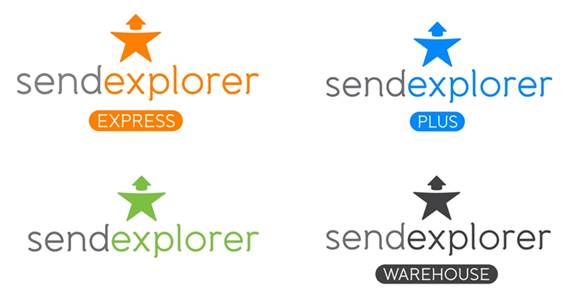 sendexplorer
EXPRESS
sendexplorer
PLUS
sendexplorer
sendexplorer
WAREHOUSE